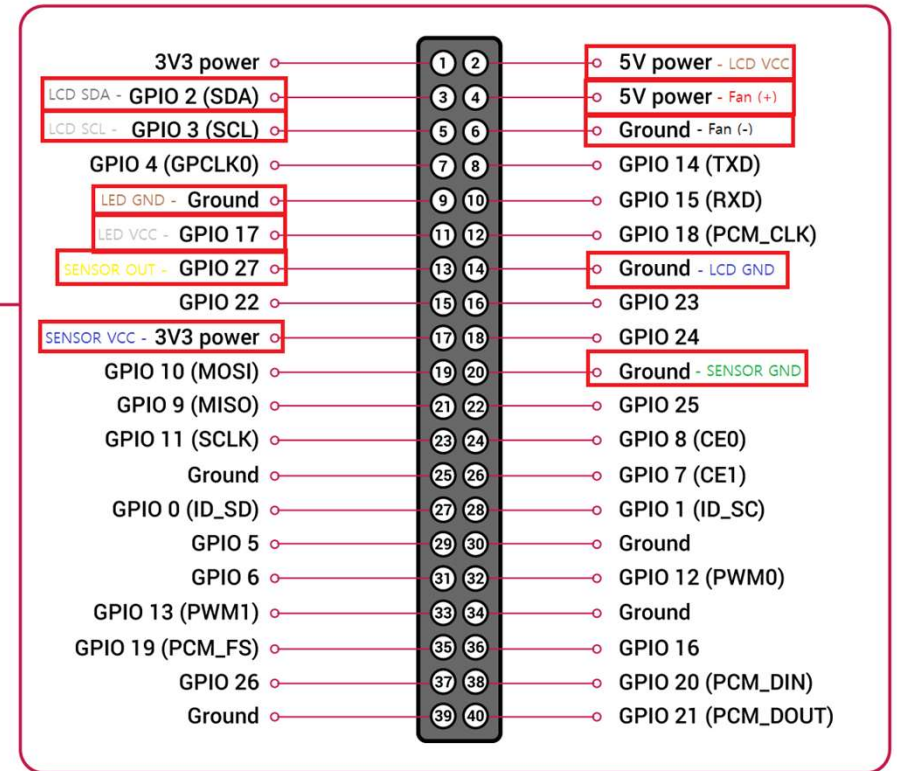 3V3 power 1 2 5V power - LCD VCC
LCD SDA - GPIO 2 (SDA) 3 4 5V power - Fan (+)
LCD SCL - GPIO 3 (SCL) 5 6 Ground - Fan (-)
GPIO 4 (GPCLK0) 7 8 GPIO 14 (TXD)
LED GND - Ground 9 10 GPIO 15 (RXD)
LED VCC - GPIO 17 11 12 GPIO 18 (PCM_CLK)
SENSOR OUT - GPIO 27 13 14 Ground - LCD GND
GPIO 22 15 16 GPIO 23
SENSOR VCC - 3V3 power 17 18 GPIO 24
GPIO 10 (MOSI) 19 20 Ground - SENSOR GND
GPIO 9 (MISO) 21 22 GPIO 25
GPIO 11 (SCLK) 23 24 GPIO 8 (CE0)
Ground 25 26 GPIO 7 (CE1)
GPIO 0 (ID_SD) 27 28 GPIO 1 (ID_SC)
GPIO 5 29 30 Ground
GPIO 6 31 32 GPIO 12 (PWM0)
GPIO 13 (PWM1) 33 34 Ground
GPIO 19 (PCM_FS) 35 36 GPIO 16
GPIO 26 37 38 GPIO 20 (PCM_DIN)
Ground 39 40 GPIO 21 (PCM_DOUT)